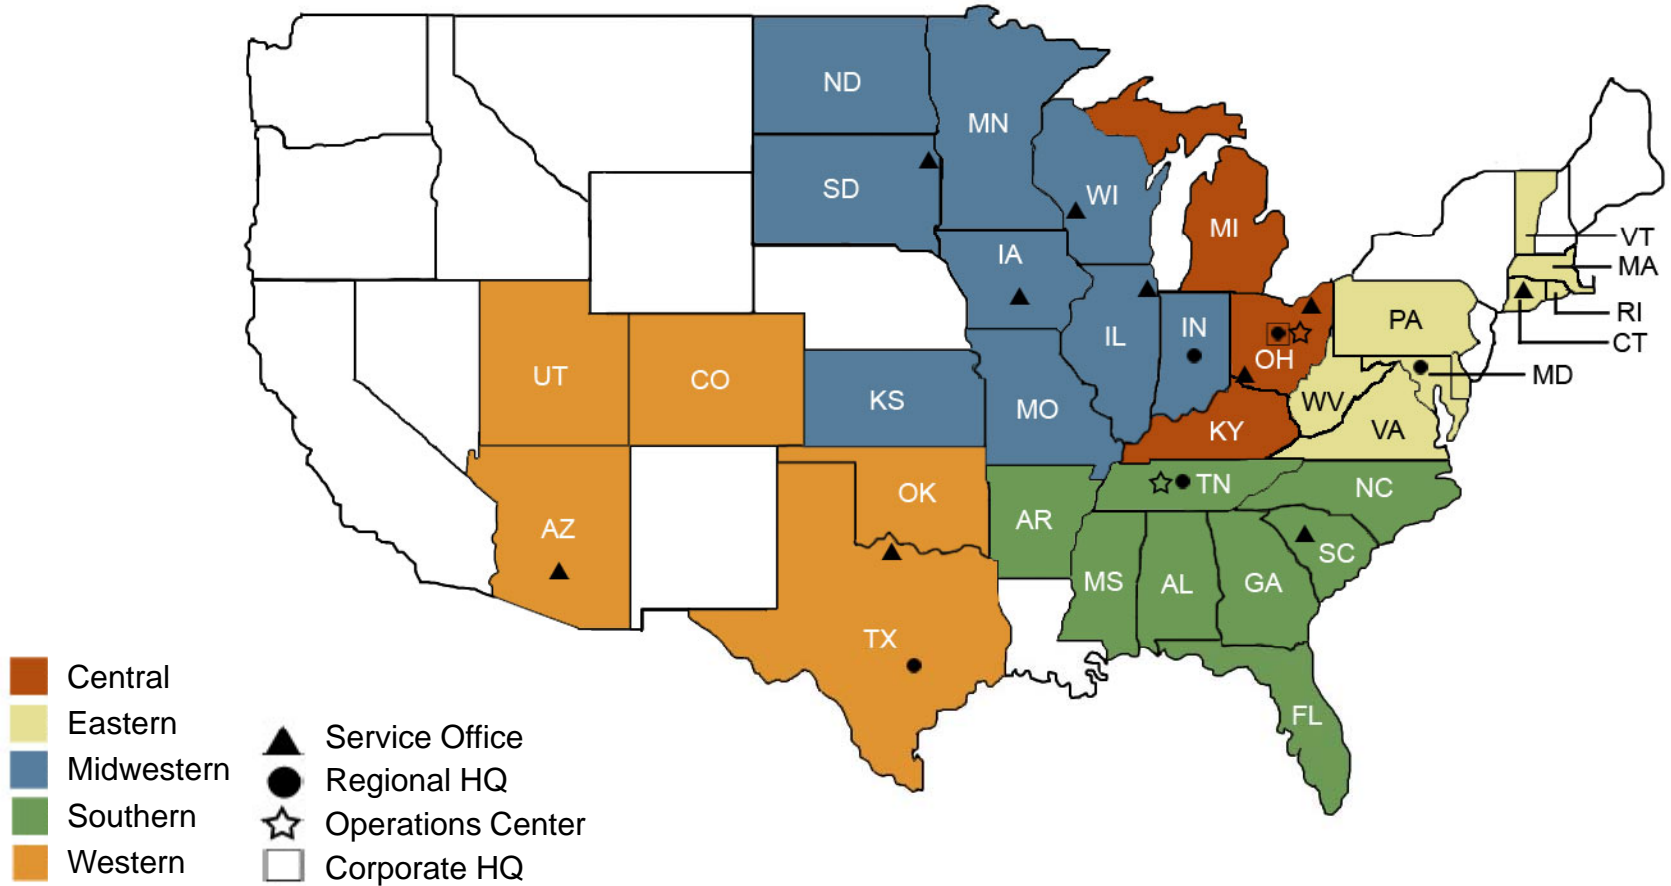 ND
MN
SD
WI
MI
IA
VT
MA
RI
CT
PA
IN
IL
OH
MD
UT
CO
KS
MO
WV
VA
KY
OK
TN
NC
AZ
AR
SC
MS
AL
GA
TX
FL
Central
Eastern
Midwestern
Southern
Western
Service Office
Regional HQ
Operations Center
Corporate HQ